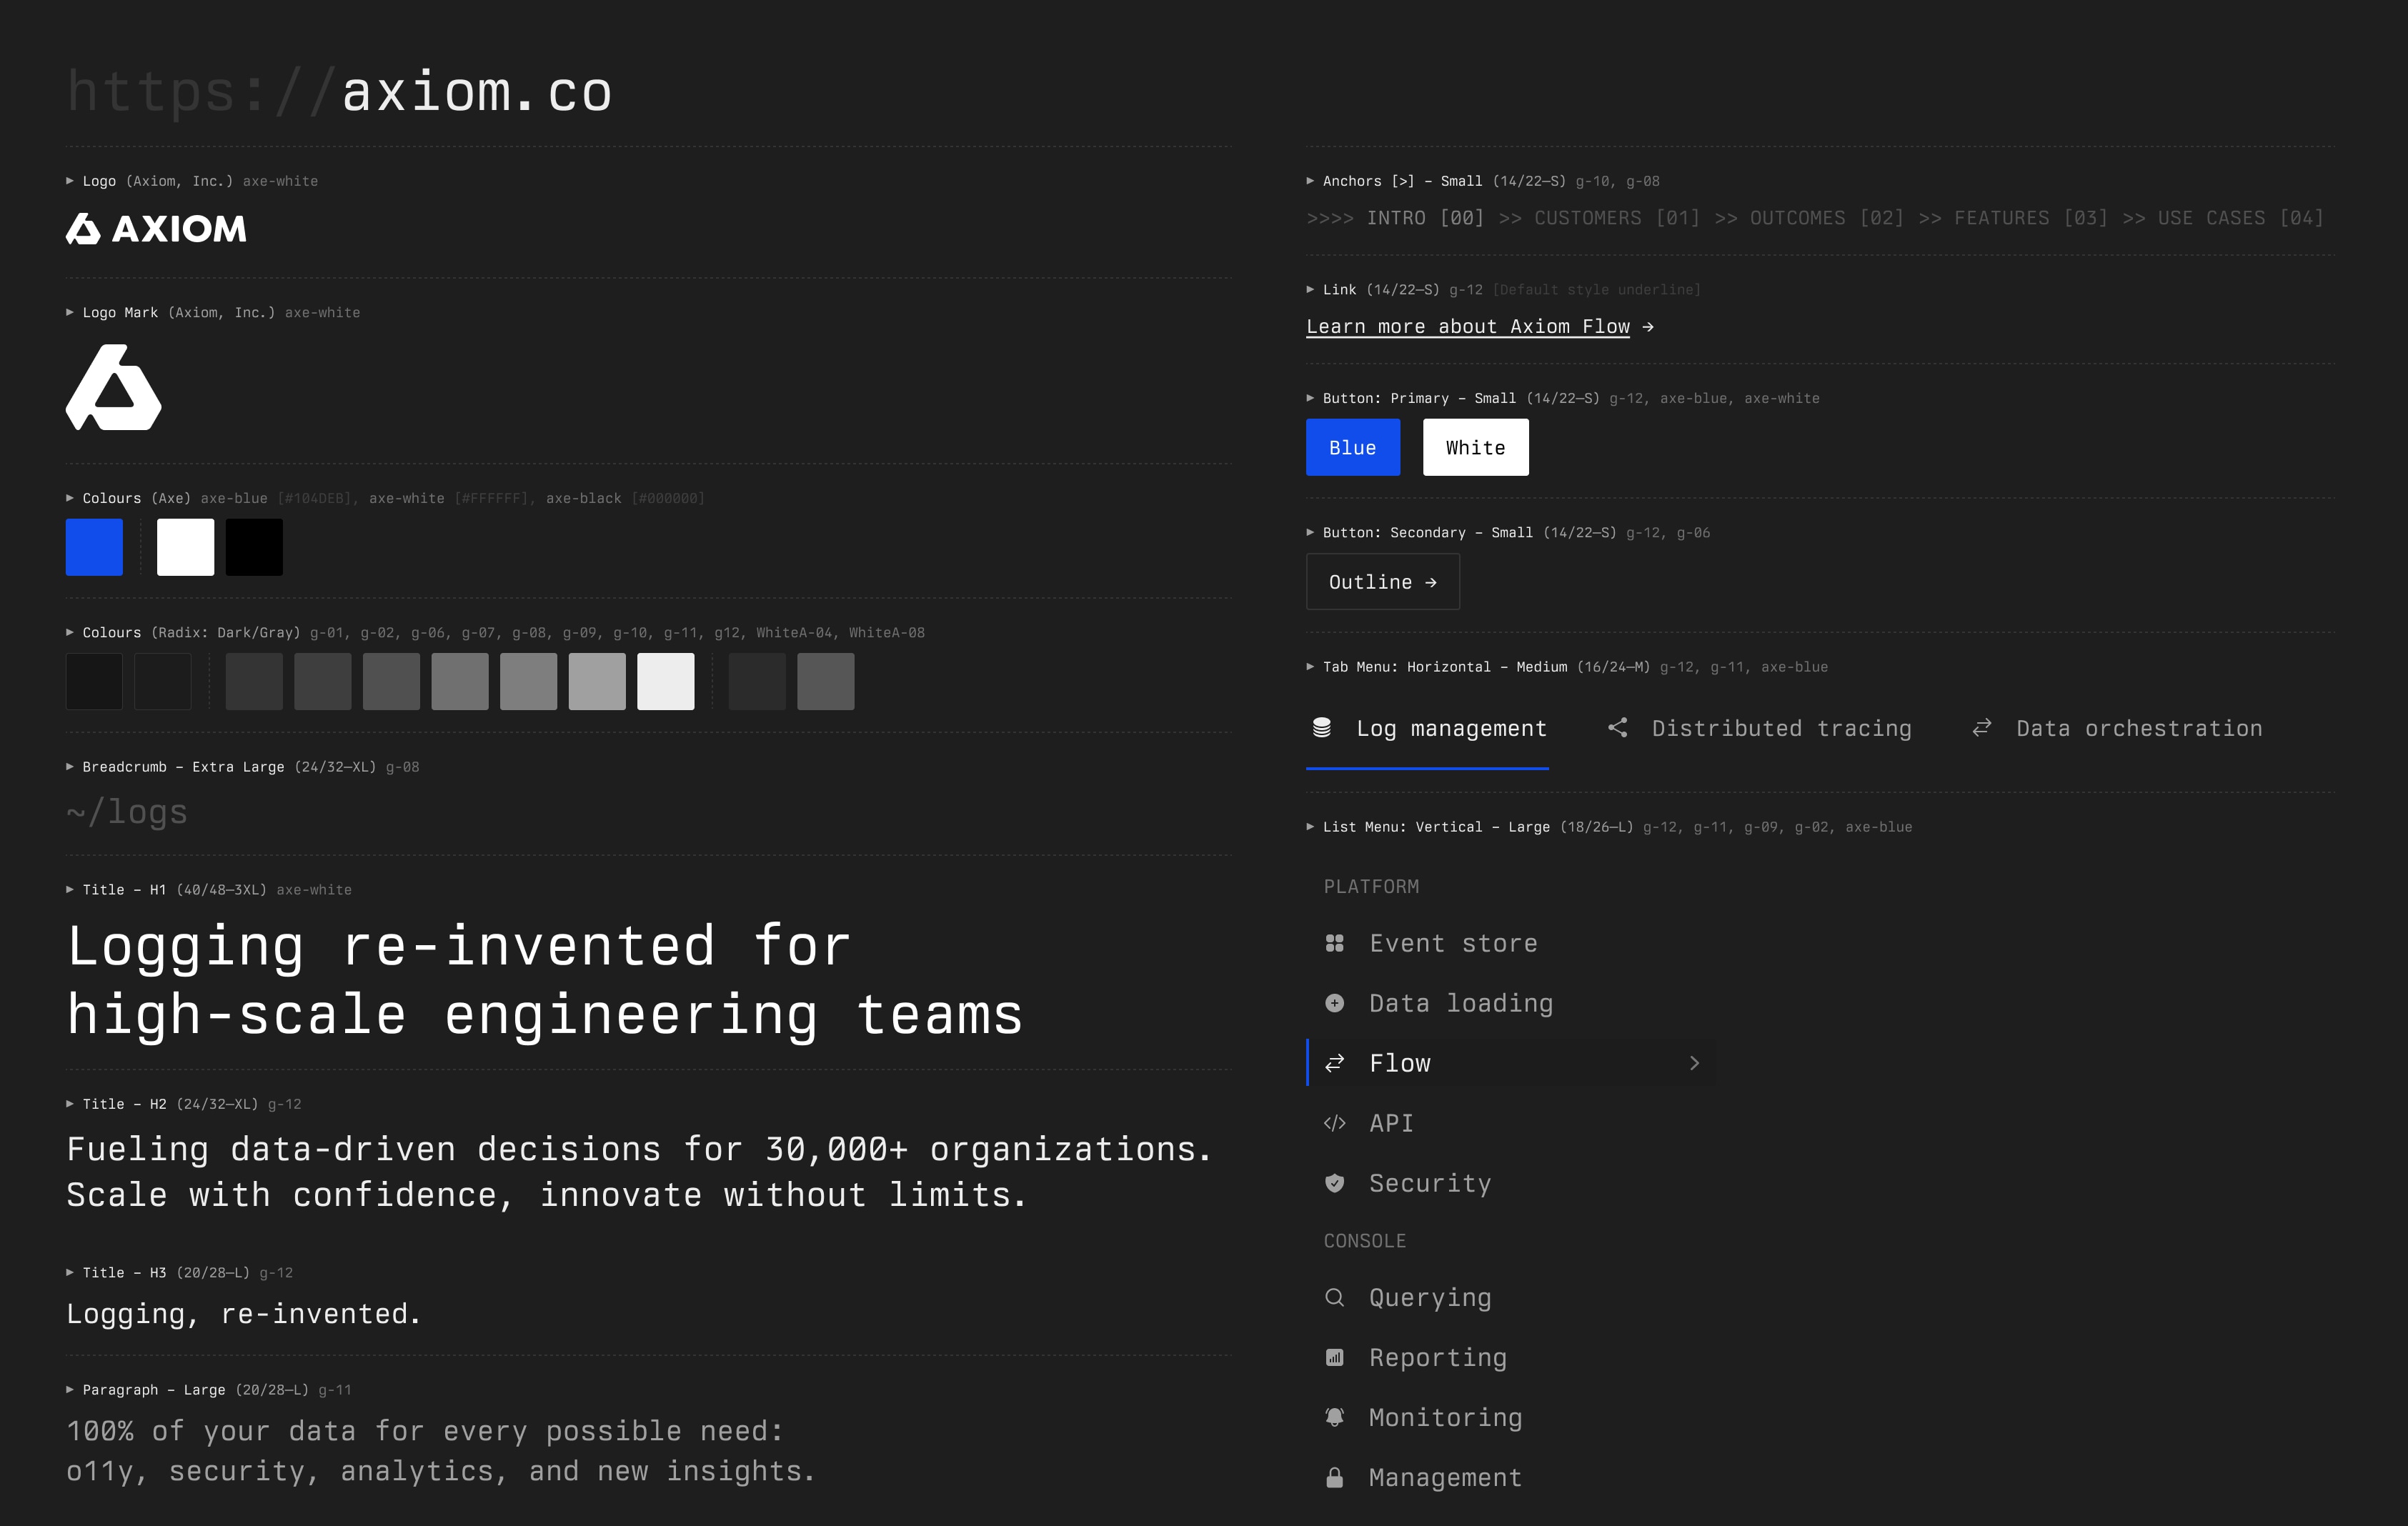 https://axiom.co
▶ Logo (Axiom, Inc.) axe-white
AXIOM
▶ Logo Mark (Axiom, Inc.) axe-white
▶ Colours (Axe) axe-blue [#104DEB], axe-white [#FFFFFF], axe-black [#000000]
▶ Colours (Radix: Dark/Gray) g-01, g-02, g-06, g-07, g-08, g-09, g-10, g-11, g12, WhiteA-04, WhiteA-08
▶ Breadcrumb – Extra Large (24/32—XL) g-08
~/logs
▶ Title – H1 (40/48—3XL) axe-white
Logging re-invented for
high-scale engineering teams
▶ Title – H2 (24/32—XL) g-12
Fueling data-driven decisions for 30,000+ organizations.
Scale with confidence, innovate without limits.
▶ Title – H3 (20/28—L) g-12
Logging, re-invented.
▶ Paragraph – Large (20/28—L) g-11
100% of your data for every possible need:
o11y, security, analytics, and new insights.
▶ Anchors [>] – Small (14/22—S) g-10, g-08
>>>> INTRO [00] >> CUSTOMERS [01] >> OUTCOMES [02] >> FEATURES [03] >> USE CASES [04]
▶ Link (14/22—S) g-12 [Default style underline]
Learn more about Axiom Flow →
▶ Button: Primary – Small (14/22—S) g-12, axe-blue, axe-white
Blue White
▶ Button: Secondary – Small (14/22—S) g-12, g-06
Outline →
▶ Tab Menu: Horizontal – Medium (16/24—M) g-12, g-11, axe-blue
Log management Distributed tracing Data orchestration
▶ List Menu: Vertical – Large (18/26—L) g-12, g-11, g-09, g-02, axe-blue
PLATFORM
Event store
Data loading
Flow
API
Security
CONSOLE
Querying
Reporting
Monitoring
Management